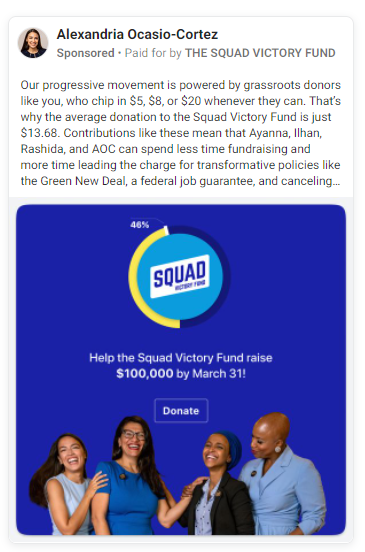 Alexandria Ocasio-Cortez
Sponsored • Paid for by THE SQUAD VICTORY FUND
Our progressive movement is powered by grassroots donors
like you, who chip in $5, $8, or $20 whenever they can. That's
why the average donation to the Squad Victory Fund is just
$13.68. Contributions like these mean that Ayanna, Ilhan,
Rashida, and AOC can spend less time fundraising and
more time leading the charge for transformative policies like
the Green New Deal, a federal job guarantee, and canceling...
46%
SQUAD
VICTORY FUND
Help the Squad Victory Fund raise
$100,000 by March 31!
Donate